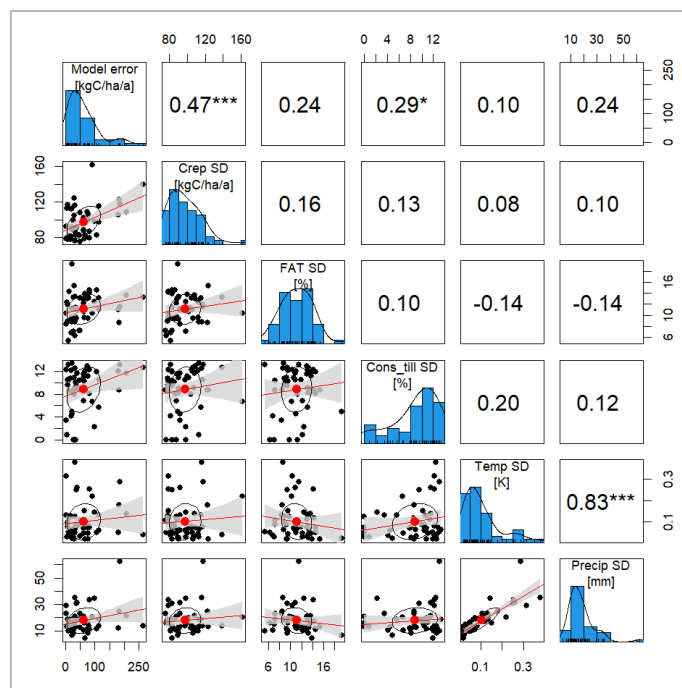 0 4 8 12
80 120 160
10 30 50
Model error
[kgC/ha/a]
0.47***
0.24
0.29*
0.10
0.24
0 100 250
80 120 160
Crep SD
[kgC/ha/a]
0.16
0.13
0.08
0.10
FAT SD
[%]
0.10
-0.14
-0.14
6 10 16
0 4 8 12
Cons_till SD
[%]
0.20
0.12
Temp SD
[K]
0.83***
0.1 0.3
10 30 50
Precip SD
[mm]
0 100 250
6 10 16
0.1 0.3